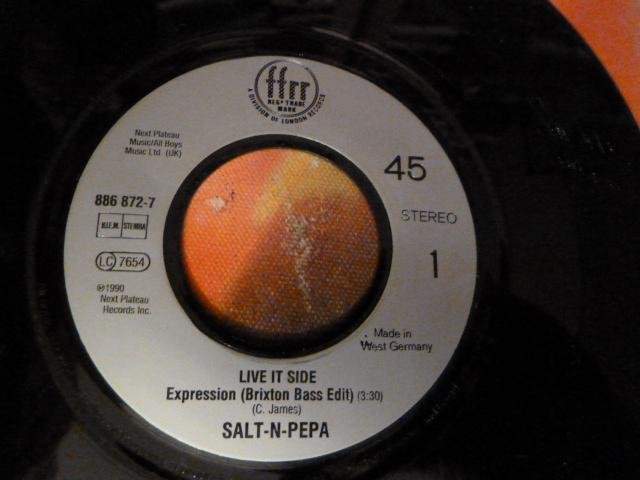 ffrr
REG? TRADE
MARK
A DIVISION OF LONDON RECORDS
Next Plateau
Music/All Boys
Music Ltd. (UK)
45
886 872-7
STEREO
B.I.E.M. STEMRA
LC 7654
1
℗1990
Next Plateau
Records Inc.
Made in
West Germany
LIVE IT SIDE
Expression (Brixton Bass Edit) (3:30)
(C. James)
SALT-N-PEPA